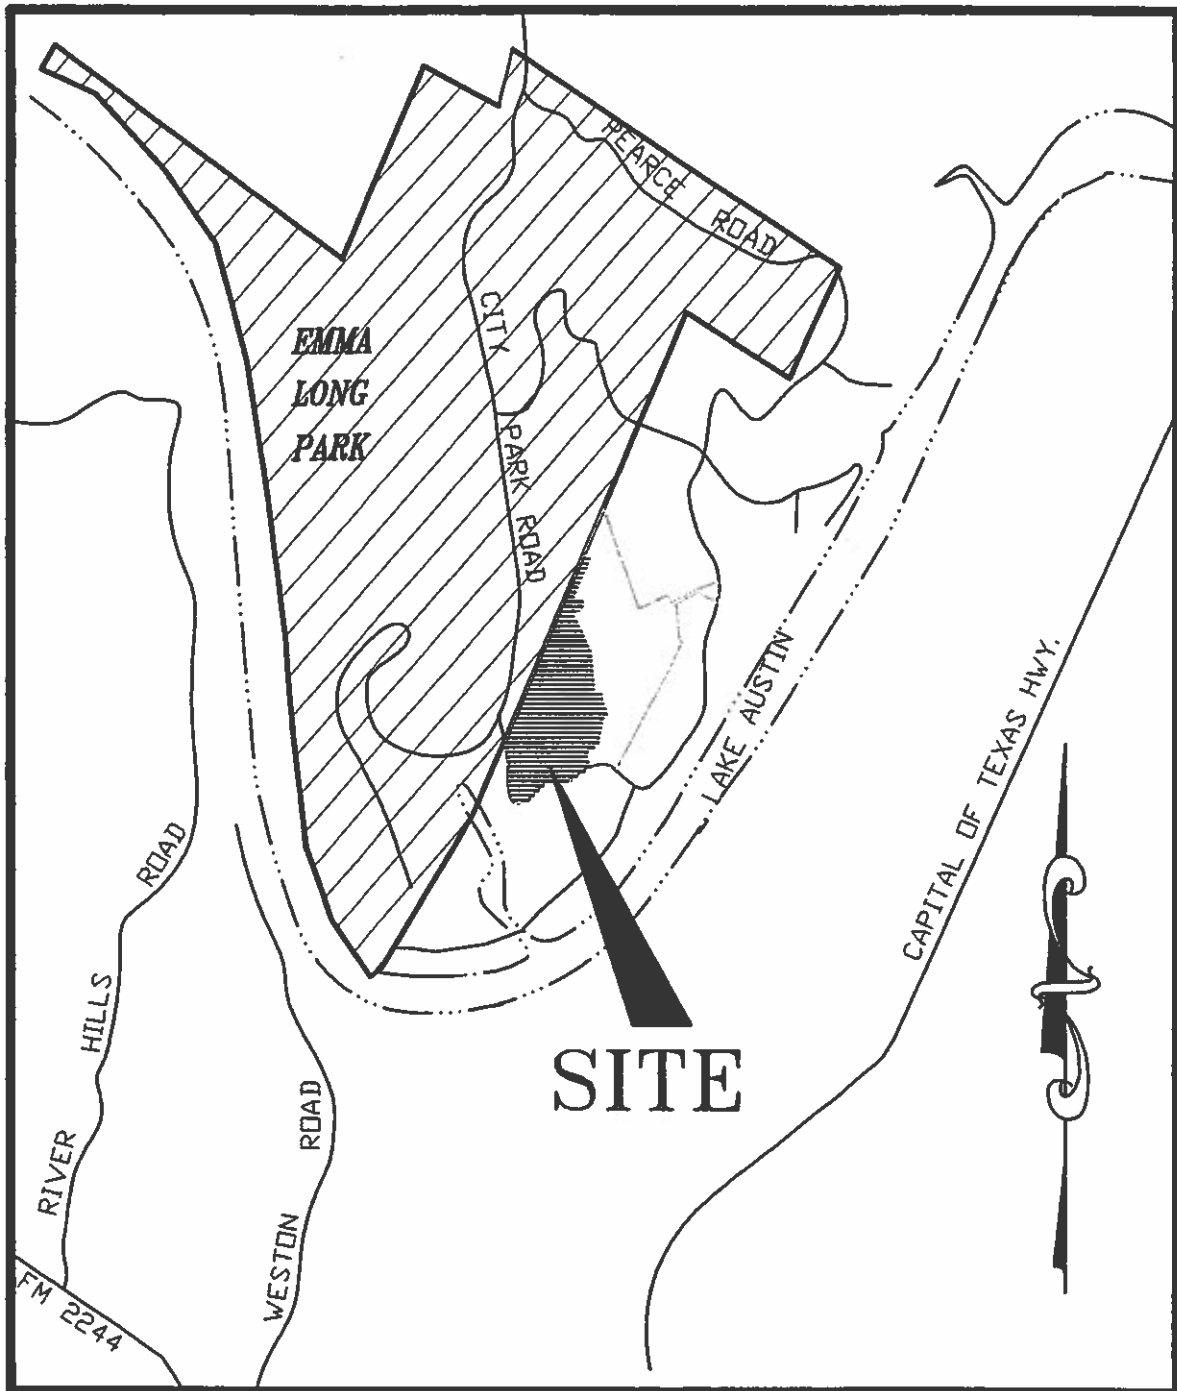 PEARCE ROAD
CITY PARK ROAD
EMMA
LONG
PARK
LAKE AUSTIN
CAPITAL OF TEXAS HWY.
RIVER HILLS ROAD
WESTON ROAD
SITE
FM 2244